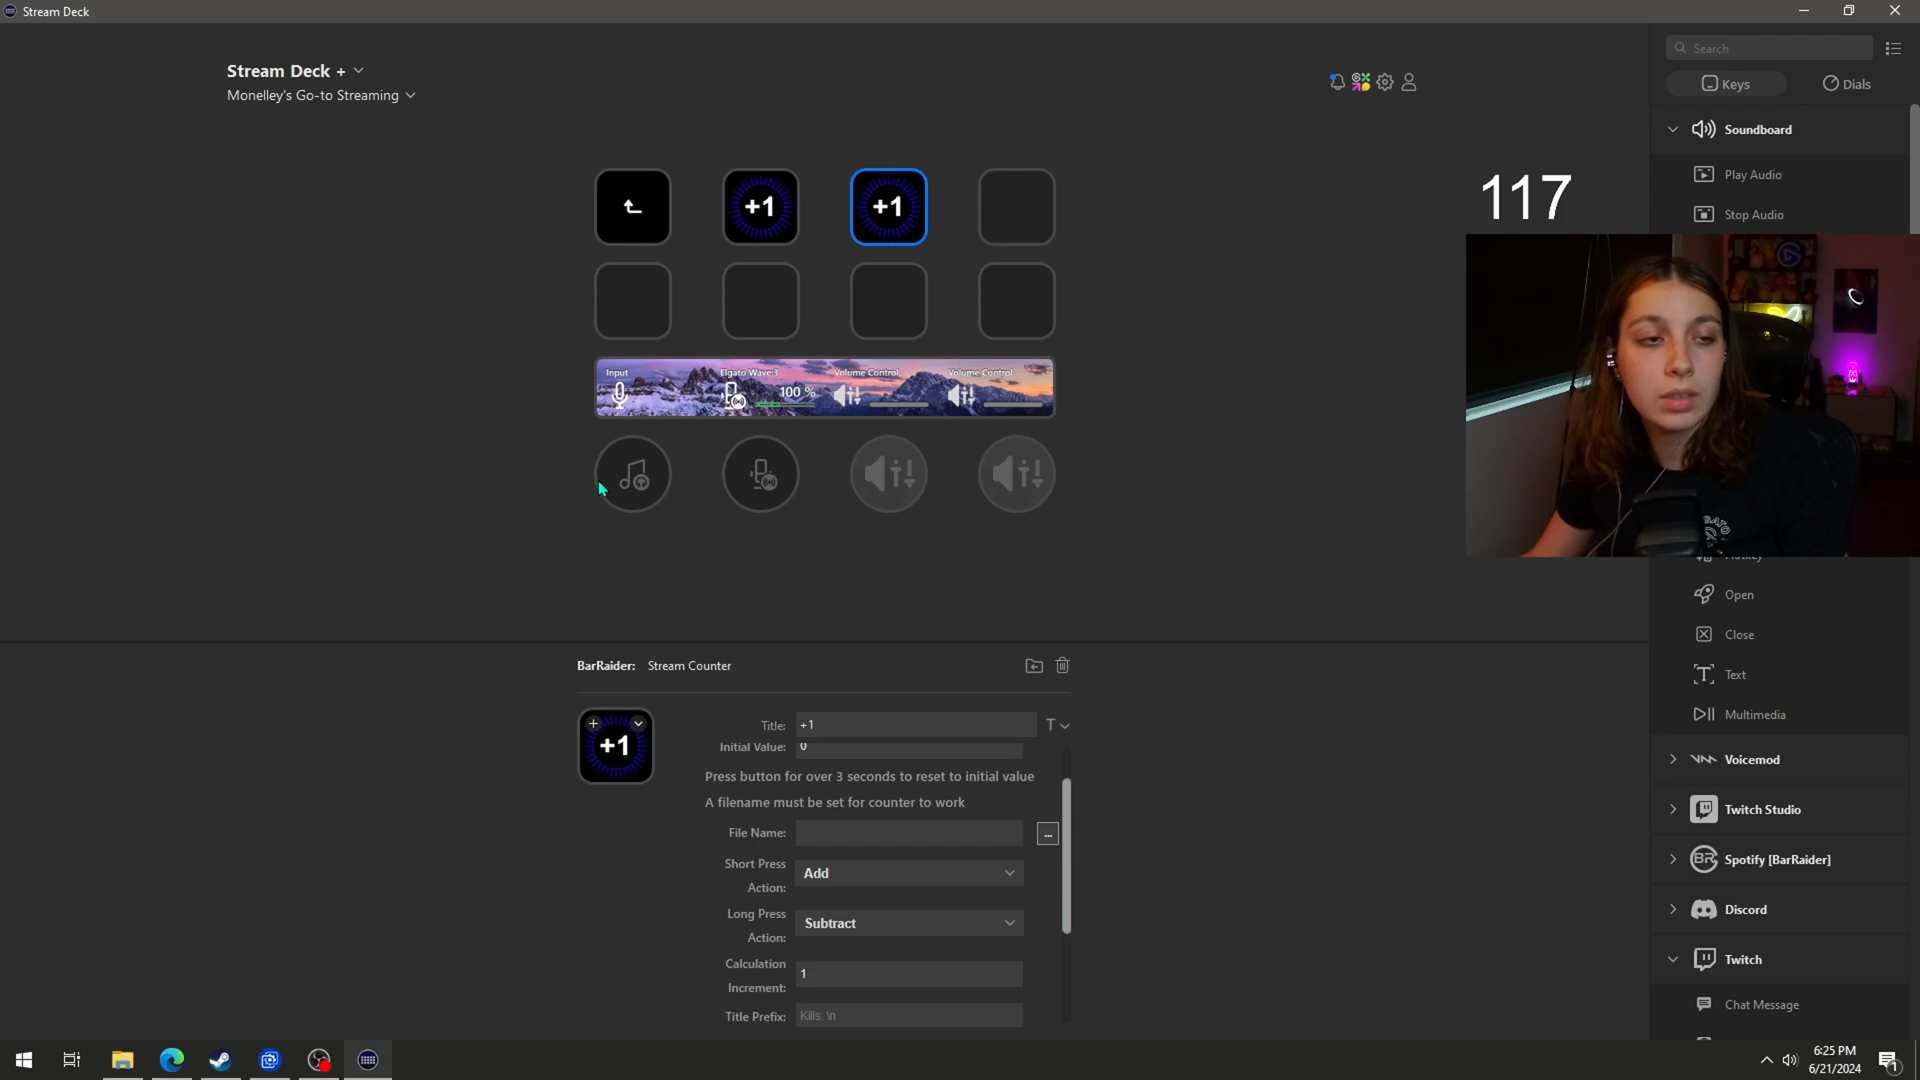 Stream Deck
Search
Stream Deck +
Monelley's Go-to Streaming
Keys
Dials
Soundboard
Play Audio
Stop Audio
117
+1
+1
Input
Elgato Wave:3
100 %
Volume Control
Volume Control
Open
Close
Text
Multimedia
Voicemod
Twitch Studio
Spotify [BarRaider]
Discord
Twitch
Chat Message
BarRaider: Stream Counter
+1
Title: +1
T
Initial Value: 0
Press button for over 3 seconds to reset to initial value
A filename must be set for counter to work
File Name:
...
Short Press
Action:
Add
Long Press
Action:
Subtract
Calculation
Increment:
1
Title Prefix: Kills: \n
6:25 PM
6/21/2024
1